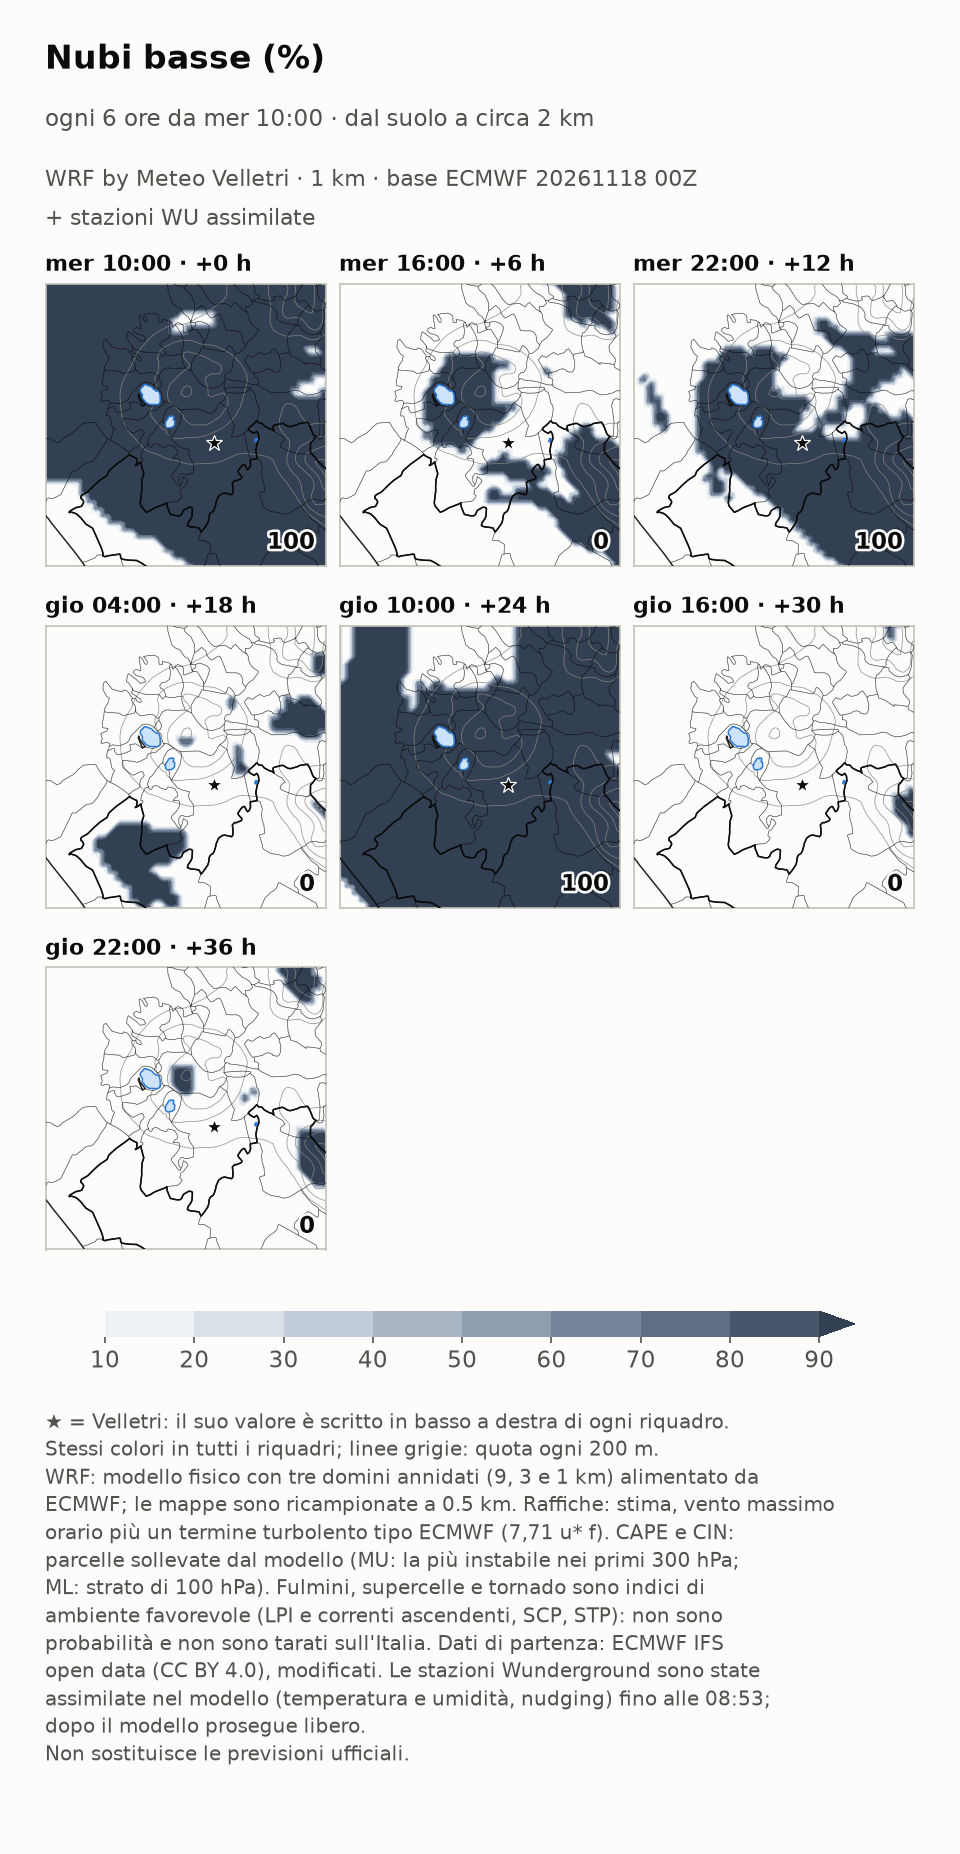 Nubi basse (%)
ogni 6 ore da mer 10:00 · dal suolo a circa 2 km
WRF by Meteo Velletri · 1 km · base ECMWF 20261118 00Z
+ stazioni WU assimilate
mer 10:00 · +0 h
mer 16:00 · +6 h
mer 22:00 · +12 h
100
0
100
gio 04:00 · +18 h
gio 10:00 · +24 h
gio 16:00 · +30 h
0
100
0
gio 22:00 · +36 h
0
10 20 30 40 50 60 70 80 90
★ = Velletri: il suo valore è scritto in basso a destra di ogni riquadro.
Stessi colori in tutti i riquadri; linee grigie: quota ogni 200 m.
WRF: modello fisico con tre domini annidati (9, 3 e 1 km) alimentato da
ECMWF; le mappe sono ricampionate a 0.5 km. Raffiche: stima, vento massimo
orario più un termine turbolento tipo ECMWF (7,71 u* f). CAPE e CIN:
parcelle sollevate dal modello (MU: la più instabile nei primi 300 hPa;
ML: strato di 100 hPa). Fulmini, supercelle e tornado sono indici di
ambiente favorevole (LPI e correnti ascendenti, SCP, STP): non sono
probabilità e non sono tarati sull'Italia. Dati di partenza: ECMWF IFS
open data (CC BY 4.0), modificati. Le stazioni Wunderground sono state
assimilate nel modello (temperatura e umidità, nudging) fino alle 08:53;
dopo il modello prosegue libero.
Non sostituisce le previsioni ufficiali.